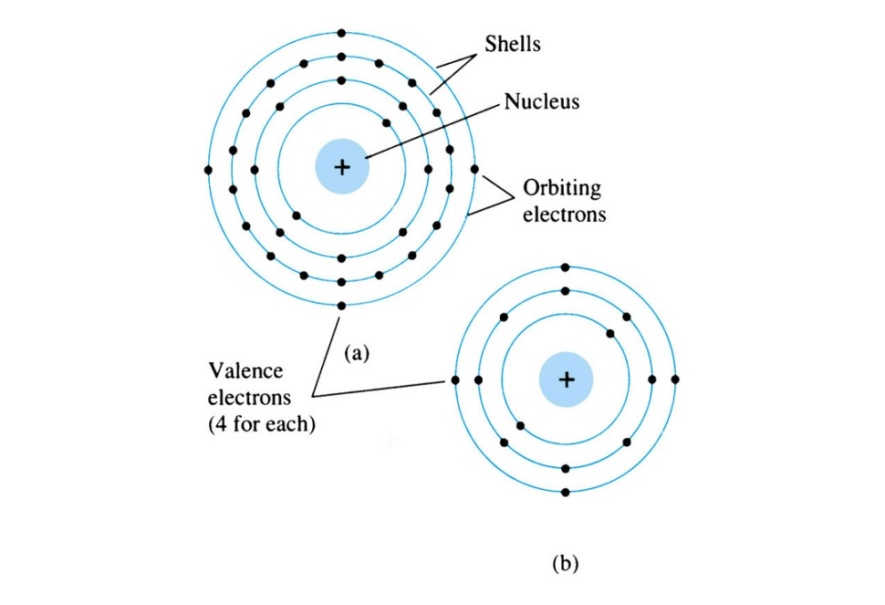 Shells
Nucleus
+
Orbiting
electrons
(a)
Valence
electrons
(4 for each)
+
(b)